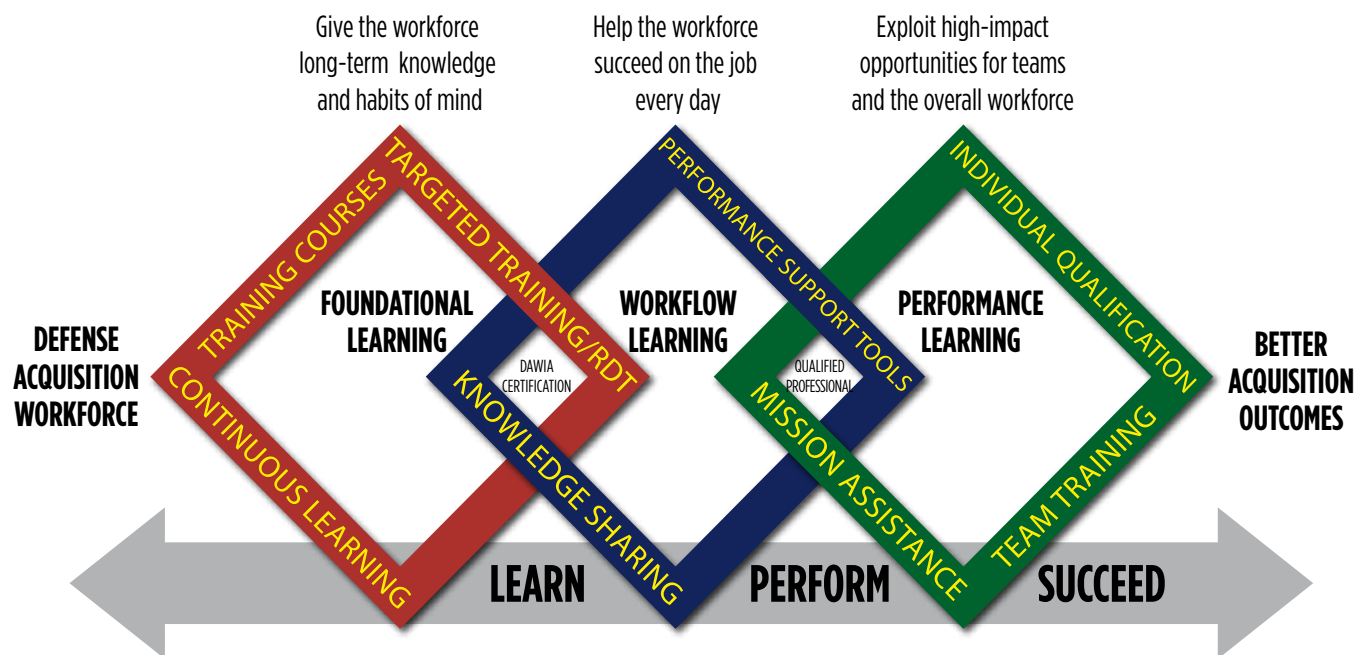 Give the workforce
long-term knowledge
and habits of mind
Help the workforce
succeed on the job
every day
Exploit high-impact
opportunities for teams
and the overall workforce
TRAINING COURSES
TARGETED TRAINING/RDT
CONTINUOUS LEARNING
FOUNDATIONAL
LEARNING
DAWIA
CERTIFICATION
PERFORMANCE SUPPORT TOOLS
KNOWLEDGE SHARING
WORKFLOW
LEARNING
QUALIFIED
PROFESSIONAL
INDIVIDUAL QUALIFICATION
MISSION ASSISTANCE
TEAM TRAINING
PERFORMANCE
LEARNING
DEFENSE
ACQUISITION
WORKFORCE
BETTER
ACQUISITION
OUTCOMES
LEARN
PERFORM
SUCCEED